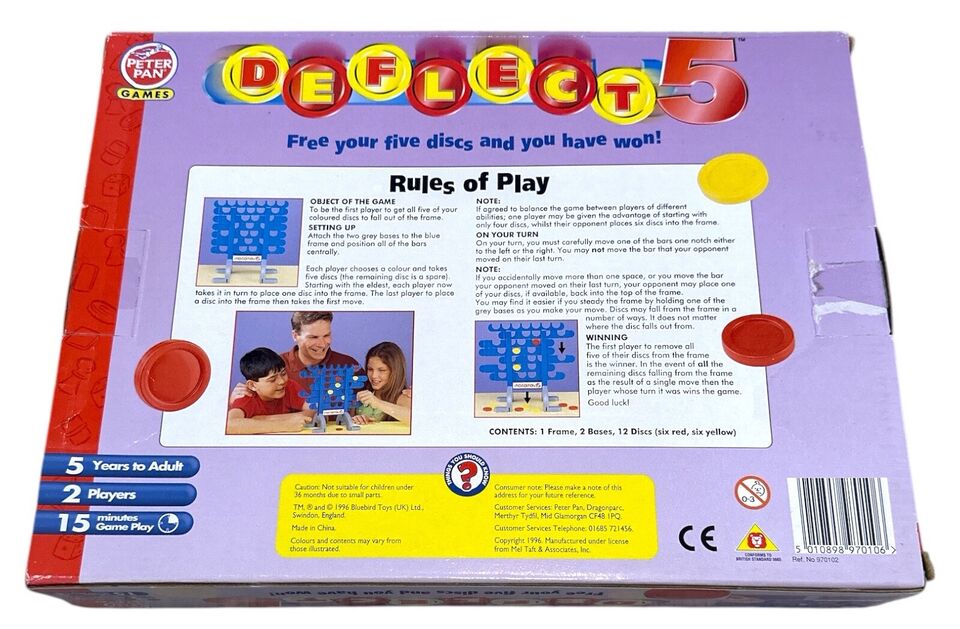 PETER
PAN
GAMES
DEFLECT 5™
Free your five discs and you have won!
Rules of Play
OBJECT OF THE GAME
To be the first player to get all five of your
coloured discs to fall out of the frame.
SETTING UP
Attach the two grey bases to the blue
frame and position all of the bars
centrally.
Each player chooses a colour and takes
five discs (the remaining disc is a spare).
Starting with the eldest, each player now
takes it in turn to place one disc into the frame. The last player to place
a disc into the frame then takes the first move.
NOTE:
If agreed to balance the game between players of different
abilities; one player may be given the advantage of starting with
only four discs, whilst their opponent places six discs into the frame.
ON YOUR TURN
On your turn, you must carefully move one of the bars one notch either
to the left or the right. You may not move the bar that your opponent
moved on their last turn.
NOTE:
If you accidentally move more than one space, or you move the bar
your opponent moved on their last turn, your opponent may place one
of your discs, if available, back into the top of the frame.
You may find it easier if you steady the frame by holding one of the
grey bases as you make your move. Discs may fall from the frame in a
number of ways. It does not matter
where the disc falls out from.
WINNING
The first player to remove all
five of their discs from the frame
is the winner. In the event of all the
remaining discs falling from the frame
as the result of a single move then the
player whose turn it was wins the game.
Good luck!
CONTENTS: 1 Frame, 2 Bases, 12 Discs (six red, six yellow)
5 Years to Adult
2 Players
15 minutes Game Play
THINGS YOU SHOULD KNOW
?
Caution: Not suitable for children under
36 months due to small parts.
TM, ® and © 1996 Bluebird Toys (UK) Ltd.,
Swindon, England.
Made in China.
Colours and contents may vary from
those illustrated.
Consumer note: Please make a note of this
address for your future reference.
Customer Services: Peter Pan, Dragonparc,
Merthyr Tydfil, Mid Glamorgan CF48 1PQ.
Customer Services Telephone: 01685 721456.
Copyright 1996. Manufactured under license
from Mel Taft & Associates, Inc.
0-3
CE
CONFORMS TO
BRITISH STANDARD 5665
5 010898 970106 >
Ref. No 970102
Free your five discs and you have won!